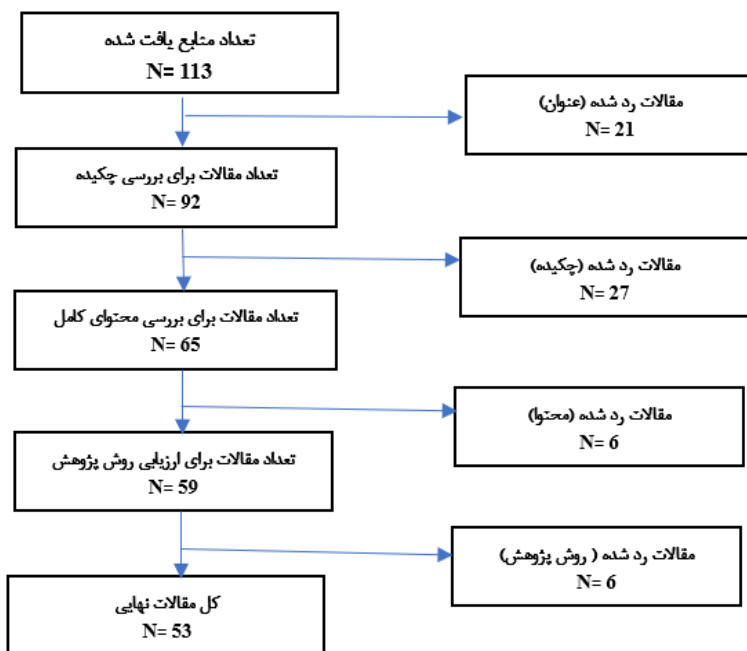 تعداد منابع یافت شده
N= 113
مقالات رد شده (عنوان)
N= 21
تعداد مقالات برای بررسی چکیده
N= 92
مقالات رد شده (چکیده)
N= 27
تعداد مقالات برای بررسی محتوای کامل
N= 65
مقالات رد شده (محتوا)
N= 6
تعداد مقالات برای ارزیابی روش پژوهش
N= 59
مقالات رد شده ( روش پژوهش)
N= 6
کل مقالات نهایی
N= 53